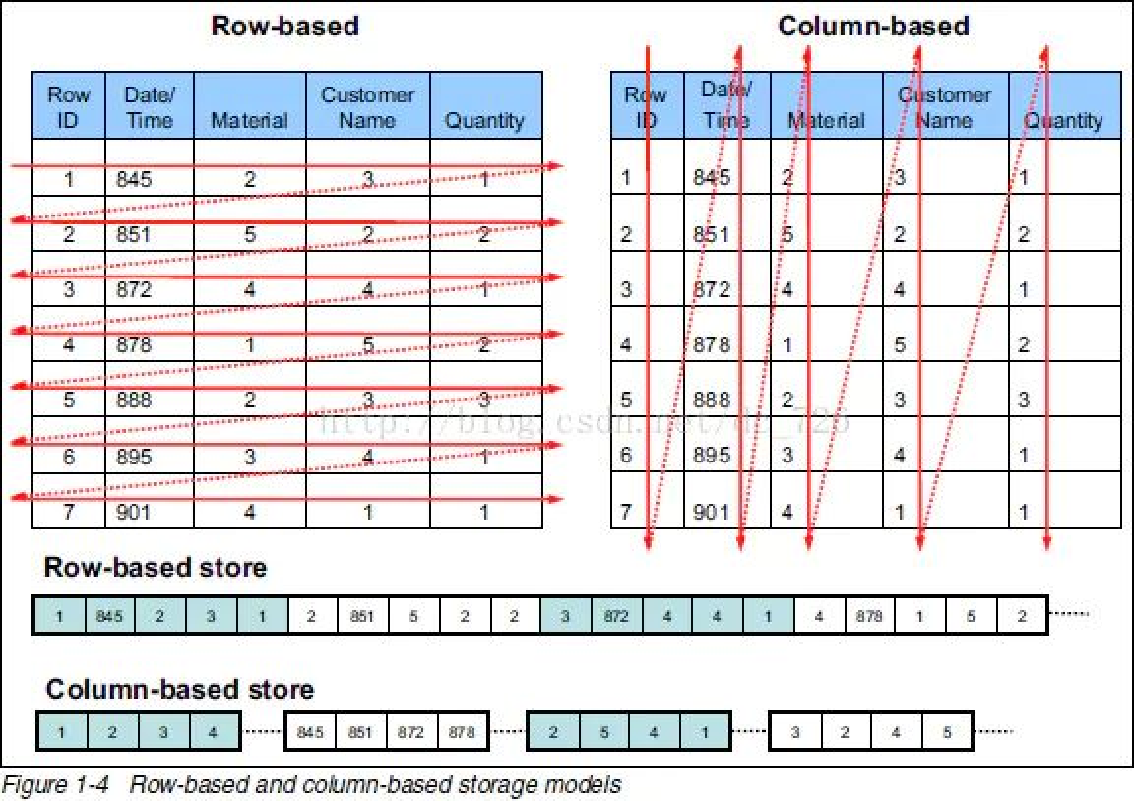 Row-based
Column-based
Row ID Date/ Time Material Customer Name Quantity
1 845 2 3 1
2 851 5 2 2
3 872 4 4 1
4 878 1 5 2
5 888 2 3 3
6 895 3 4 1
7 901 4 1 1
Row ID Date/ Time Material Customer Name Quantity
1 845 2 3 1
2 851 5 2 2
3 872 4 4 1
4 878 1 5 2
5 888 2 3 3
6 895 3 4 1
7 901 4 1 1
Row-based store
1 845 2 3 1 2 851 5 2 2 3 872 4 4 1 4 878 1 5 2
Column-based store
1 2 3 4 845 851 872 878 2 5 4 1 3 2 4 5
Figure 1-4 Row-based and column-based storage models